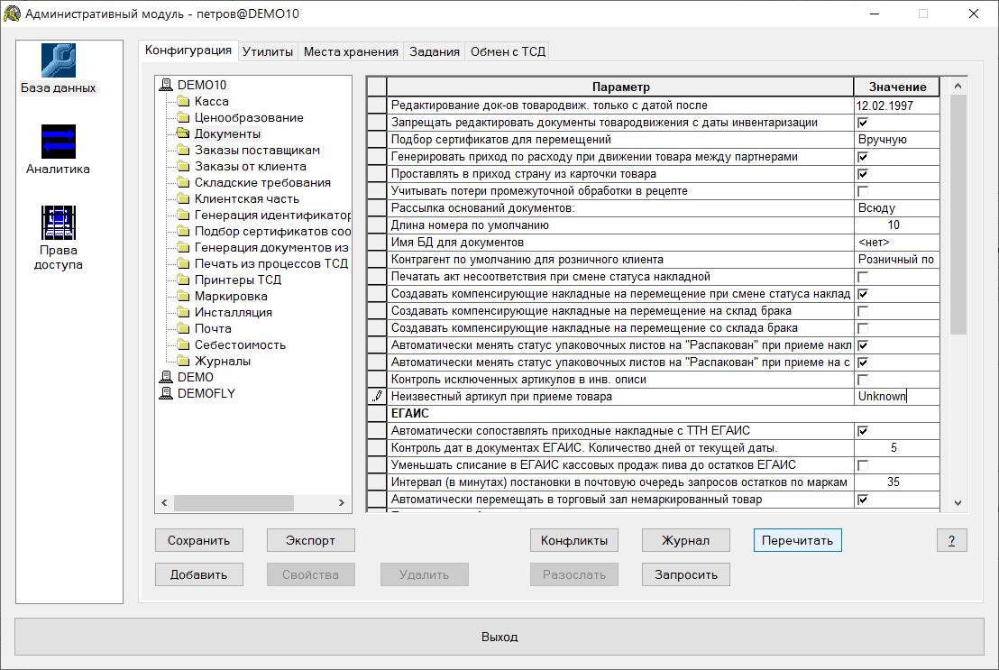 Административный модуль - петров@DEMO10
База данных
Аналитика
Права
доступа
Конфигурация
Утилиты
Места хранения
Задания
Обмен с ТСД
DEMO10
Касса
Ценообразование
Документы
Заказы поставщикам
Заказы от клиента
Складские требования
Клиентская часть
Генерация идентификатор
Подбор сертификатов соо
Генерация документов из
Печать из процессов ТСД
Принтеры ТСД
Маркировка
Инсталляция
Почта
Себестоимость
Журналы
DEMO
DEMOFLY
Параметр Значение
Редактирование док-ов товародвиж. только с датой после 12.02.1997
Запрещать редактировать документы товародвижения с даты инвентаризации
Подбор сертификатов для перемещений Вручную
Генерировать приход по расходу при движении товара между партнерами
Проставлять в приход страну из карточки товара
Учитывать потери промежуточной обработки в рецепте
Рассылка оснований документов: Всюду
Длина номера по умолчанию 10
Имя БД для документов <нет>
Контрагент по умолчанию для розничного клиента Розничный по
Печатать акт несоответствия при смене статуса накладной
Создавать компенсирующие накладные на перемещение при смене статуса наклад
Создавать компенсирующие накладные на перемещение на склад брака
Создавать компенсирующие накладные на перемещение со склада брака
Автоматически менять статус упаковочных листов на "Распакован" при приеме накл
Автоматически менять статус упаковочных листов на "Распакован" при приеме на с
Контроль исключенных артикулов в инв. описи
Неизвестный артикул при приеме товара Unknown
ЕГАИС
Автоматически сопоставлять приходные накладные с ТТН ЕГАИС
Контроль дат в документах ЕГАИС. Количество дней от текущей даты. 5
Уменьшать списание в ЕГАИС кассовых продаж пива до остатков ЕГАИС
Интервал (в минутах) постановки в почтовую очередь запросов остатков по маркам 35
Автоматически перемещать в торговый зал немаркированный товар
Сохранить
Экспорт
Конфликты
Журнал
Перечитать
?
Добавить
Свойства
Удалить
Разослать
Запросить
Выход